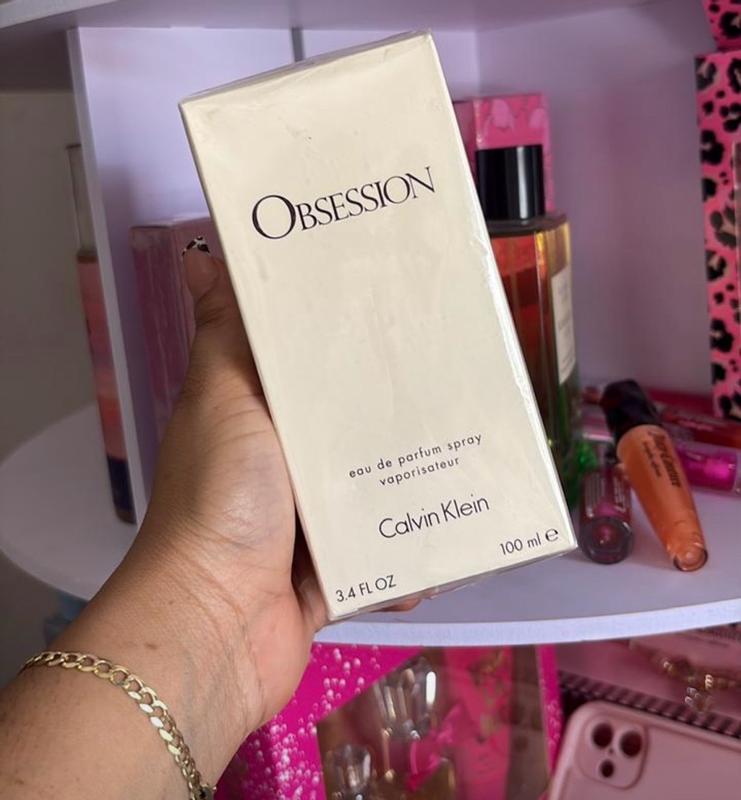 OBSESSION
eau de parfum spray
vaporisateur
Calvin Klein
3.4 FL OZ
100 ml e